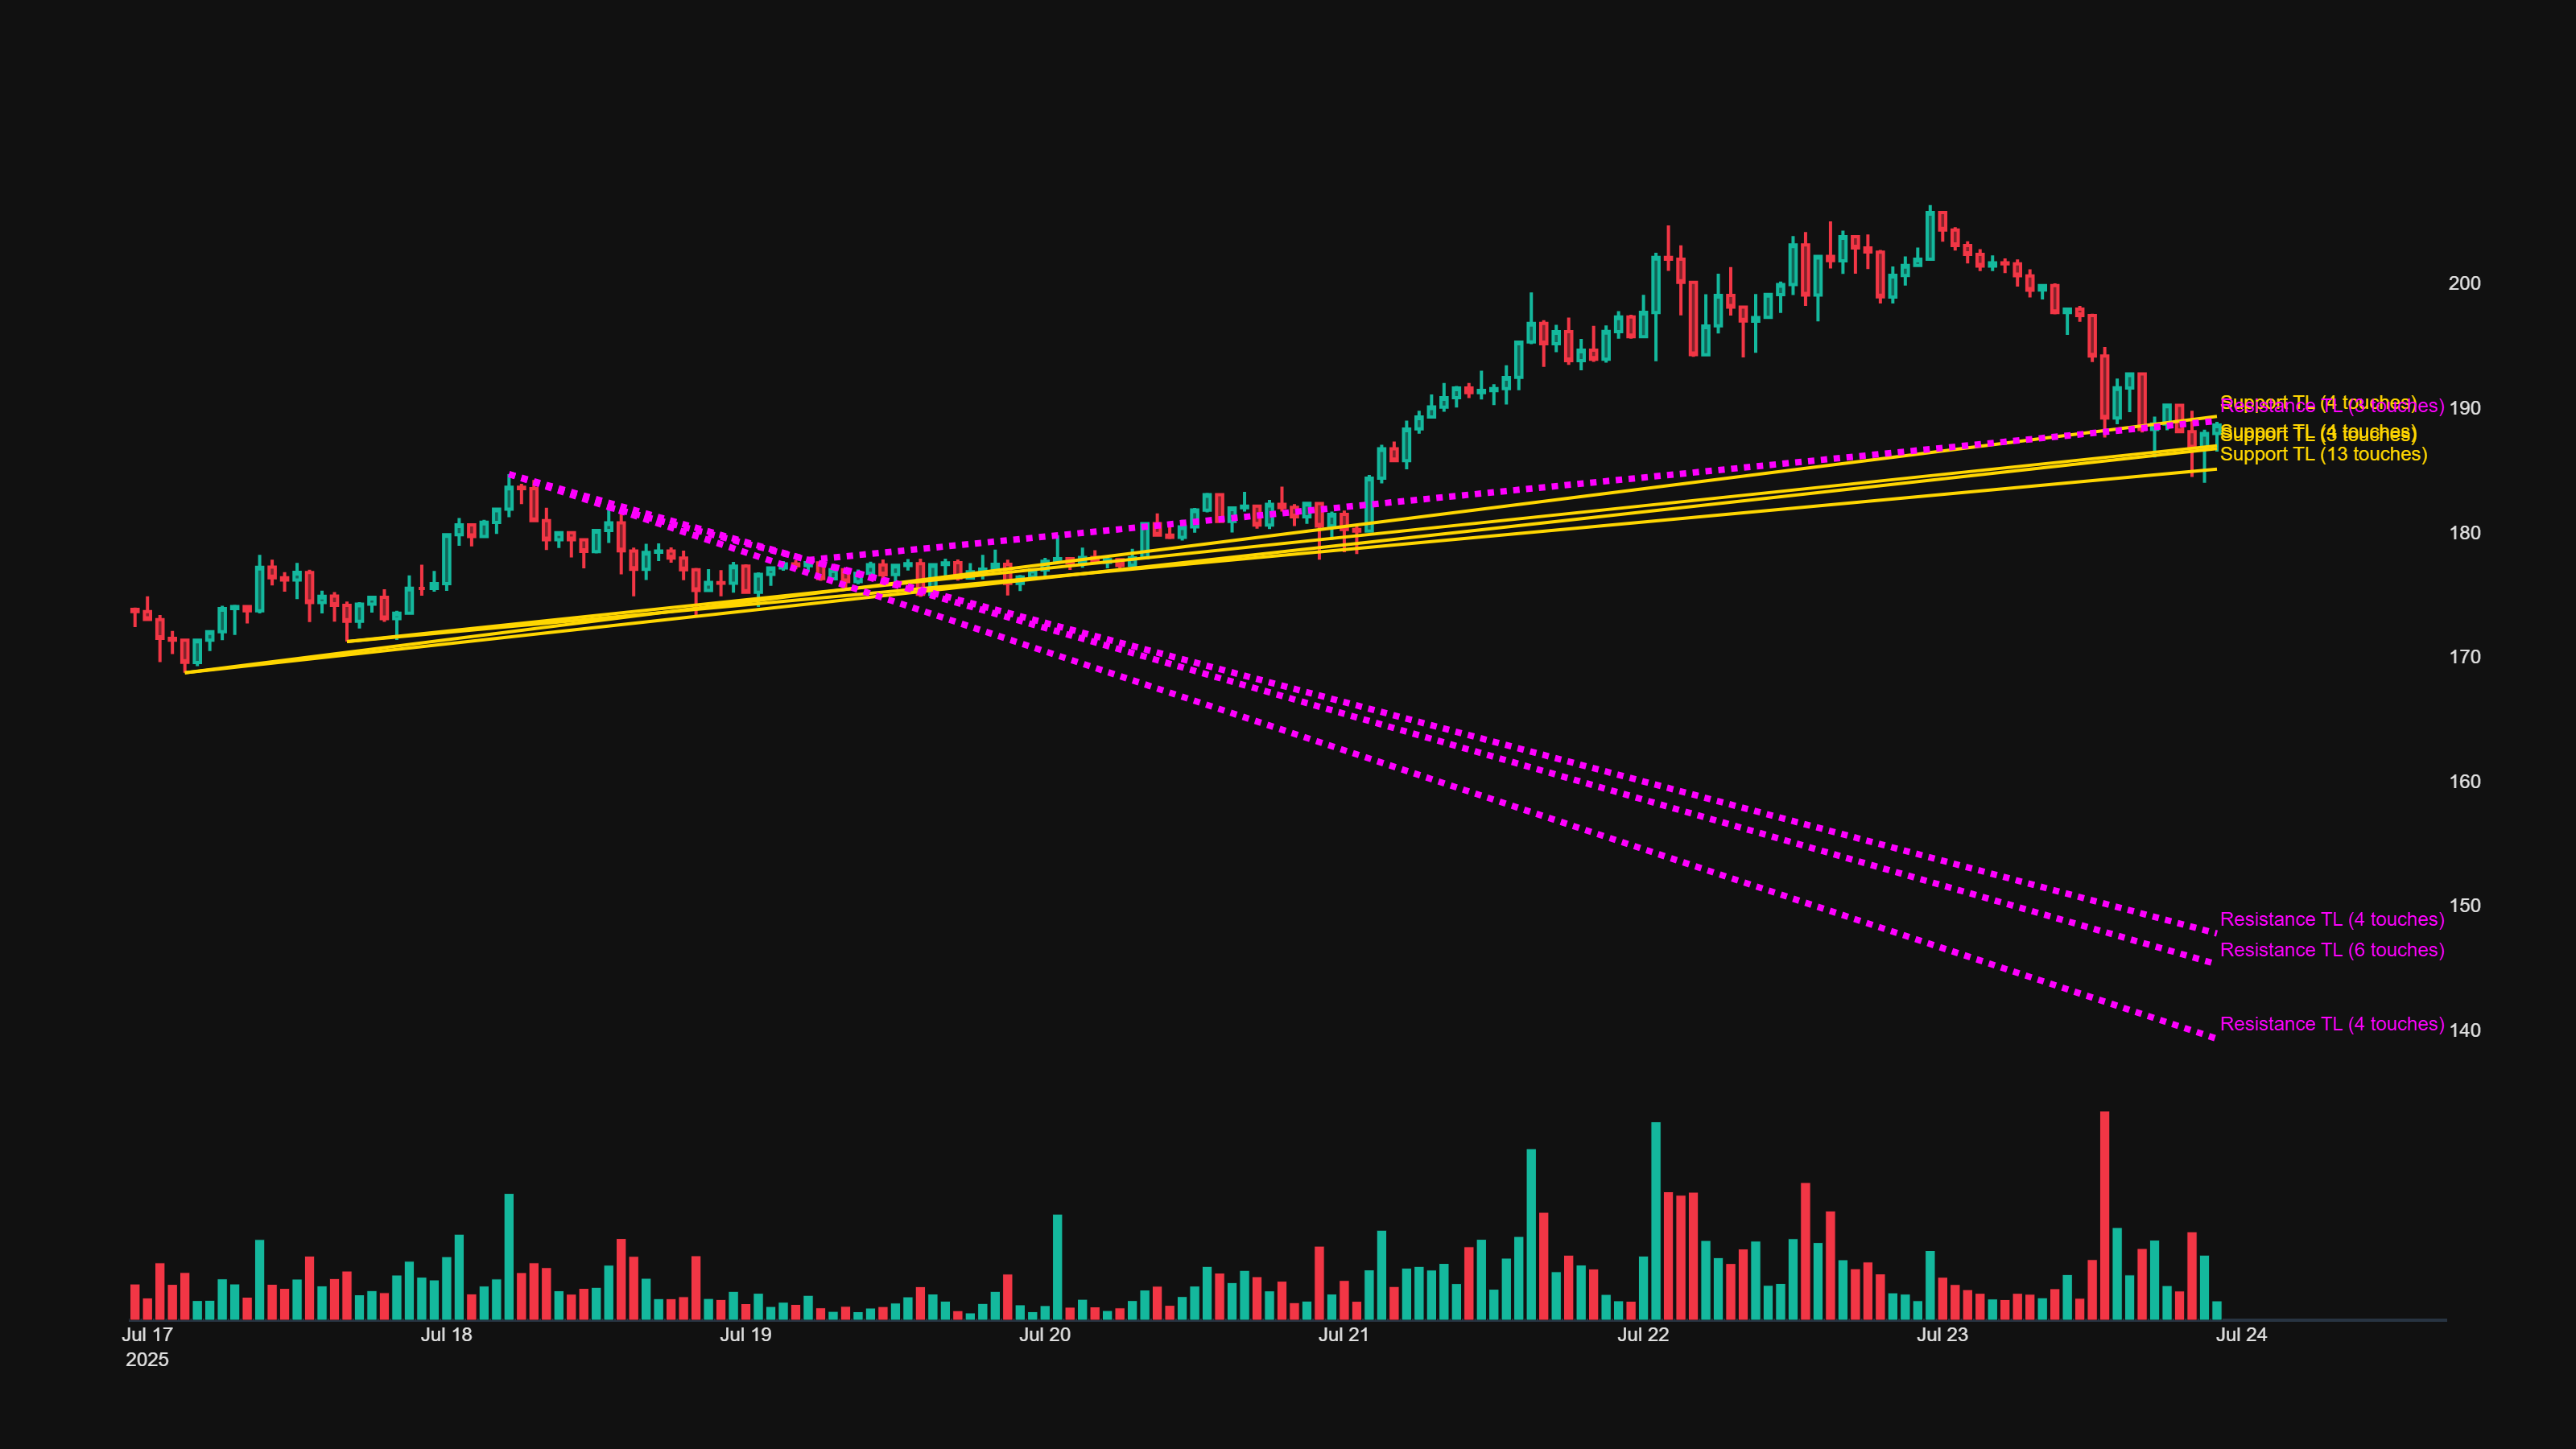 200
Support TL (4 touches)
Resistance TL (3 touches)
190
Support TL (4 touches)
Support TL (3 touches)
Support TL (13 touches)
180
170
160
150
Resistance TL (4 touches)
Resistance TL (6 touches)
Resistance TL (4 touches)
140
Jul 17 Jul 18 Jul 19 Jul 20 Jul 21 Jul 22 Jul 23 Jul 24
2025